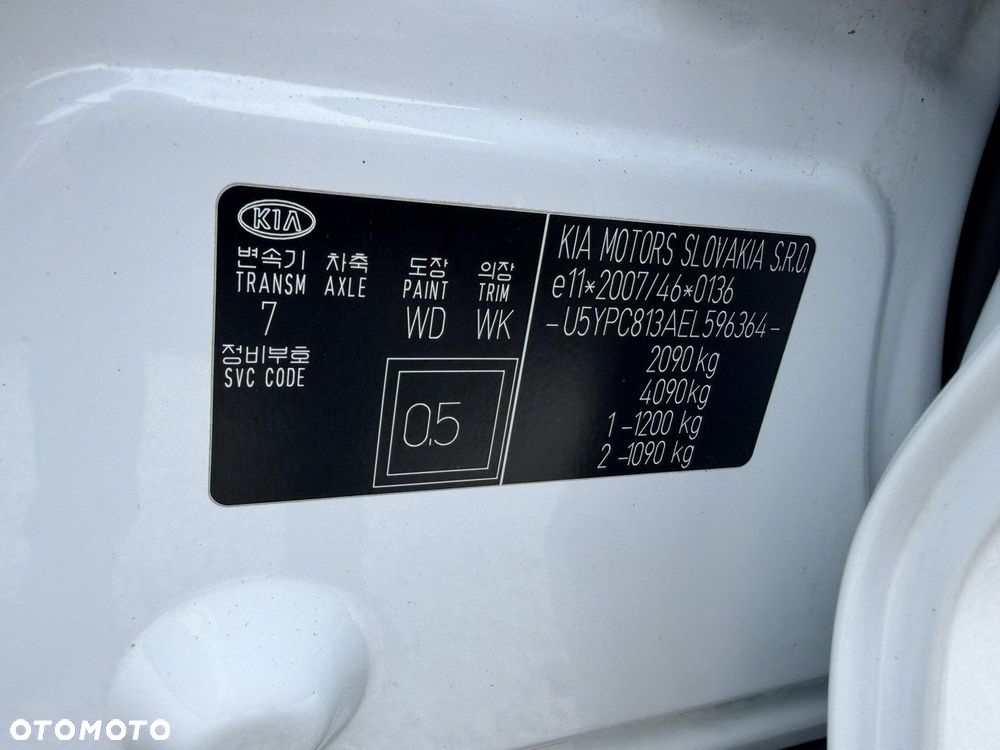 KIA
변속기 차축 도장 의장
TRANSM AXLE PAINT TRIM
7 WD WK
정비부호
SVC CODE
0,5
KIA MOTORS SLOVAKIA S.R.O.
e11*2007/46*0136
-U5YPC813AEL596364-
2090 kg
4090kg
1 -1200 kg
2 -1090 kg
OTOMOTO